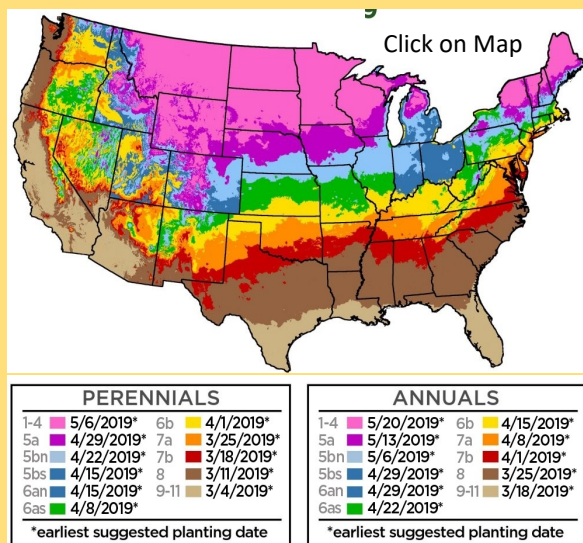 Click on Map
PERENNIALS
1-4 5/6/2019* 6b 4/1/2019*
5a 4/29/2019* 7a 3/25/2019*
5bn 4/22/2019* 7b 3/18/2019*
5bs 4/15/2019* 8 3/11/2019*
6an 4/15/2019* 9-11 3/4/2019*
6as 4/8/2019*
*earliest suggested planting date
ANNUALS
1-4 5/20/2019* 6b 4/15/2019*
5a 5/13/2019* 7a 4/8/2019*
5bn 5/6/2019* 7b 4/1/2019*
5bs 4/29/2019* 8 3/25/2019*
6an 4/29/2019* 9-11 3/18/2019*
6as 4/22/2019*
*earliest suggested planting date